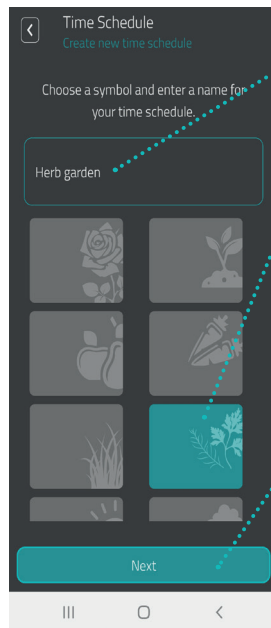 Time Schedule
Create new time schedule
Choose a symbol and enter a name for
your time schedule.
Herb garden
Next